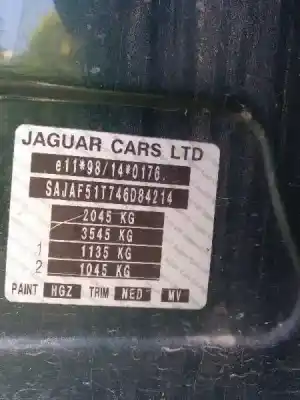 JAGUAR CARS LTD
e11*98/14*0176.
SAJAF51T746D84214
2045 KG
3545 KG
1 1135 KG
2 1045 KG
PAINT HGZ TRIM NED MV